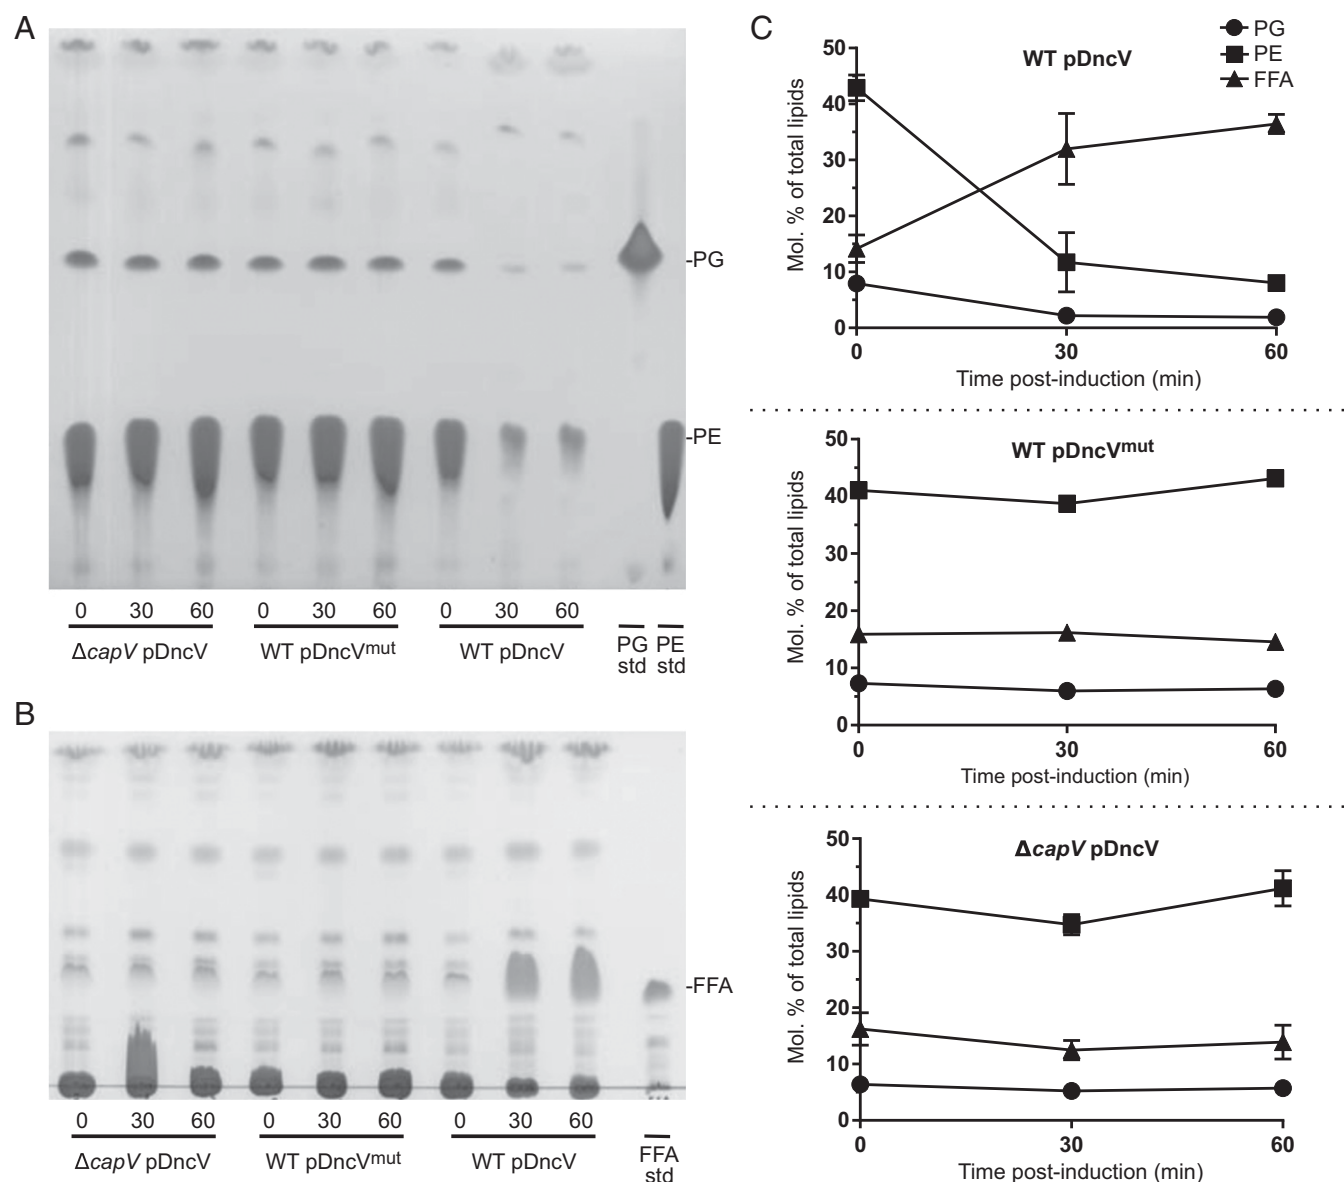 A
-PG
-PE
0 30 60 0 30 60 0 30 60
ΔcapV pDncV WT pDncVmut WT pDncV PG std PE std
B
-FFA
0 30 60 0 30 60 0 30 60
ΔcapV pDncV WT pDncVmut WT pDncV FFA std
C
PG
PE
FFA
WT pDncV
Mol. % of total lipids
50
40
30
20
10
0
0 30 60
Time post-induction (min)
WT pDncVmut
Mol. % of total lipids
50
40
30
20
10
0
0 30 60
Time post-induction (min)
ΔcapV pDncV
Mol. % of total lipids
50
40
30
20
10
0
0 30 60
Time post-induction (min)